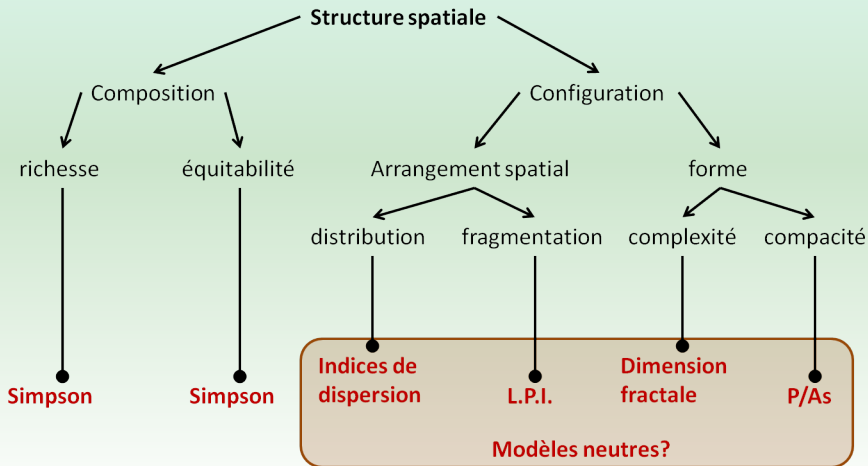 Structure spatiale
Composition
Configuration
richesse
équitabilité
Arrangement spatial
forme
distribution
fragmentation
complexité
compacité
Simpson
Simpson
Indices de
dispersion
L.P.I.
Dimension
fractale
P/As
Modèles neutres?